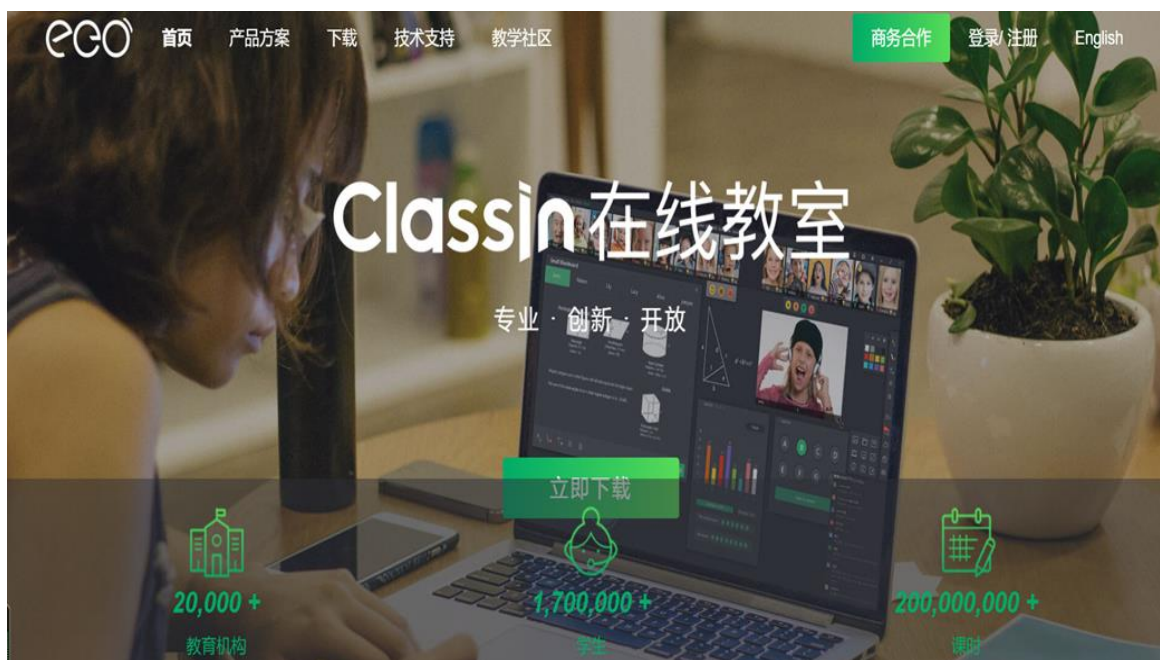 eeo
首页 产品方案 下载 技术支持 教学社区 商务合作 登录/ 注册 English
ClassIn 在线教室
专业 · 创新 · 开放
立即下载
20,000 + 1,700,000 + 200,000,000 +
教育机构 学生 课时